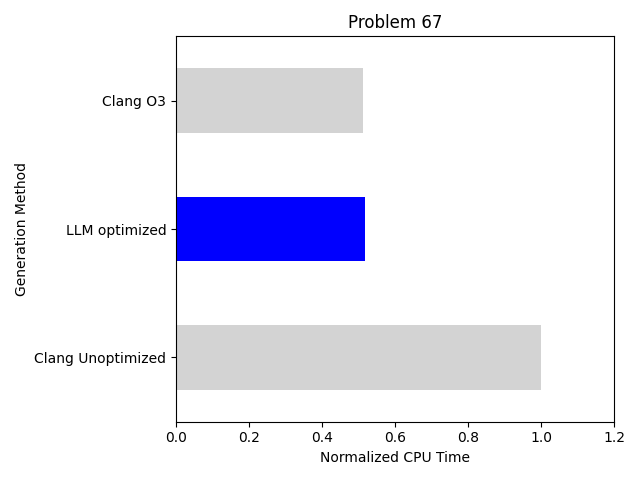 Problem 67
Generation Method
Clang O3
LLM optimized
Clang Unoptimized
0.0 0.2 0.4 0.6 0.8 1.0 1.2
Normalized CPU Time